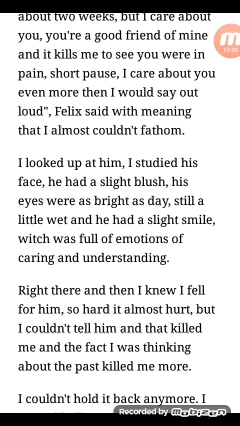 about two weeks, but I care about
you, you're a good friend of mine
and it kills me to see you were in
pain, short pause, I care about you
even more then I would say out
loud", Felix said with meaning
that I almost couldn't fathom.
I looked up at him, I studied his
face, he had a slight blush, his
eyes were as bright as day, still a
little wet and he had a slight smile,
witch was full of emotions of
caring and understanding.
Right there and then I knew I fell
for him, so hard it almost hurt, but
I couldn't tell him and that killed
me and the fact I was thinking
about the past killed me more.
I couldn't hold it back anymore. I
Recorded by mobizen